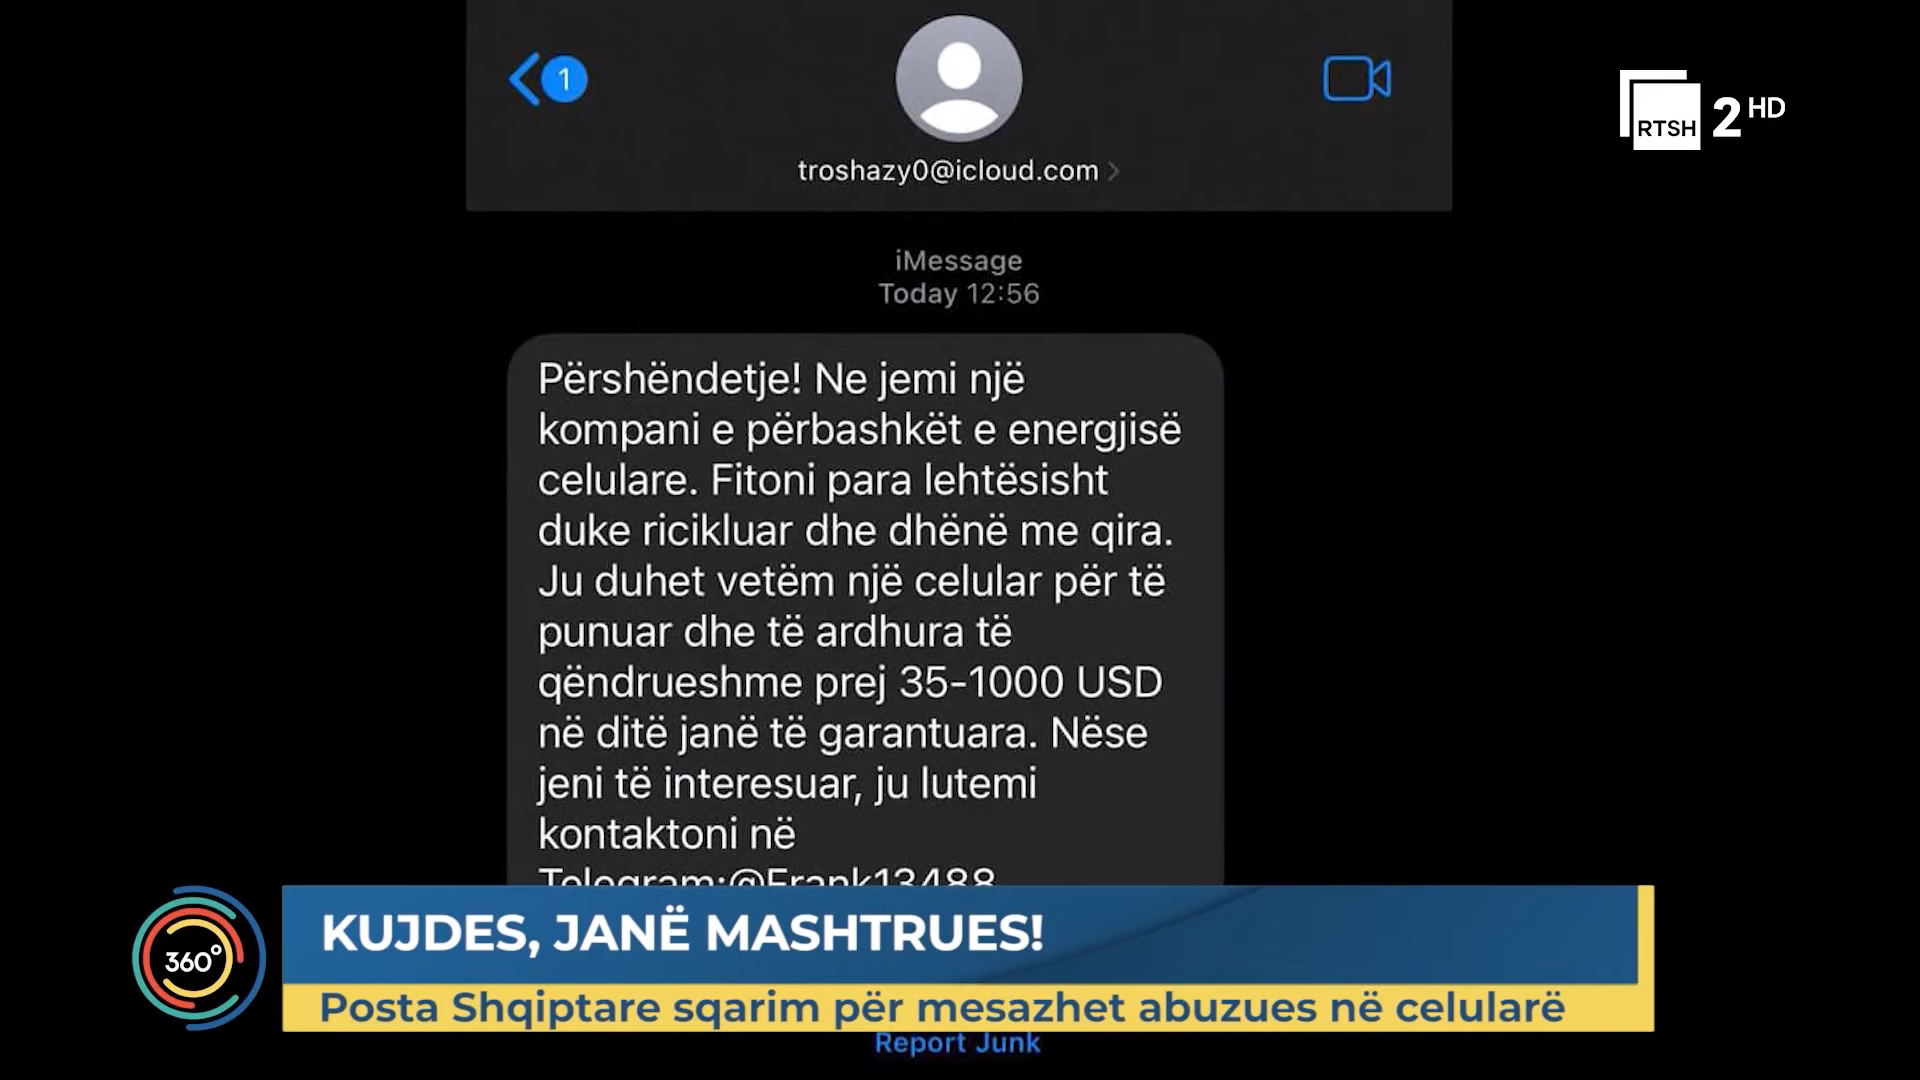 1
troshazy0@icloud.com
RTSH 2 HD
iMessage
Today 12:56
Përshëndetje! Ne jemi një
kompani e përbashkët e energjisë
celulare. Fitoni para lehtësisht
duke ricikluar dhe dhënë me qira.
Ju duhet vetëm një celular për të
punuar dhe të ardhura të
qëndrueshme prej 35-1000 USD
në ditë janë të garantuara. Nëse
jeni të interesuar, ju lutemi
kontaktoni në
Telegram:@Frank13488
360°
KUJDES, JANË MASHTRUES!
Posta Shqiptare sqarim për mesazhet abuzues në celularë
Report Junk